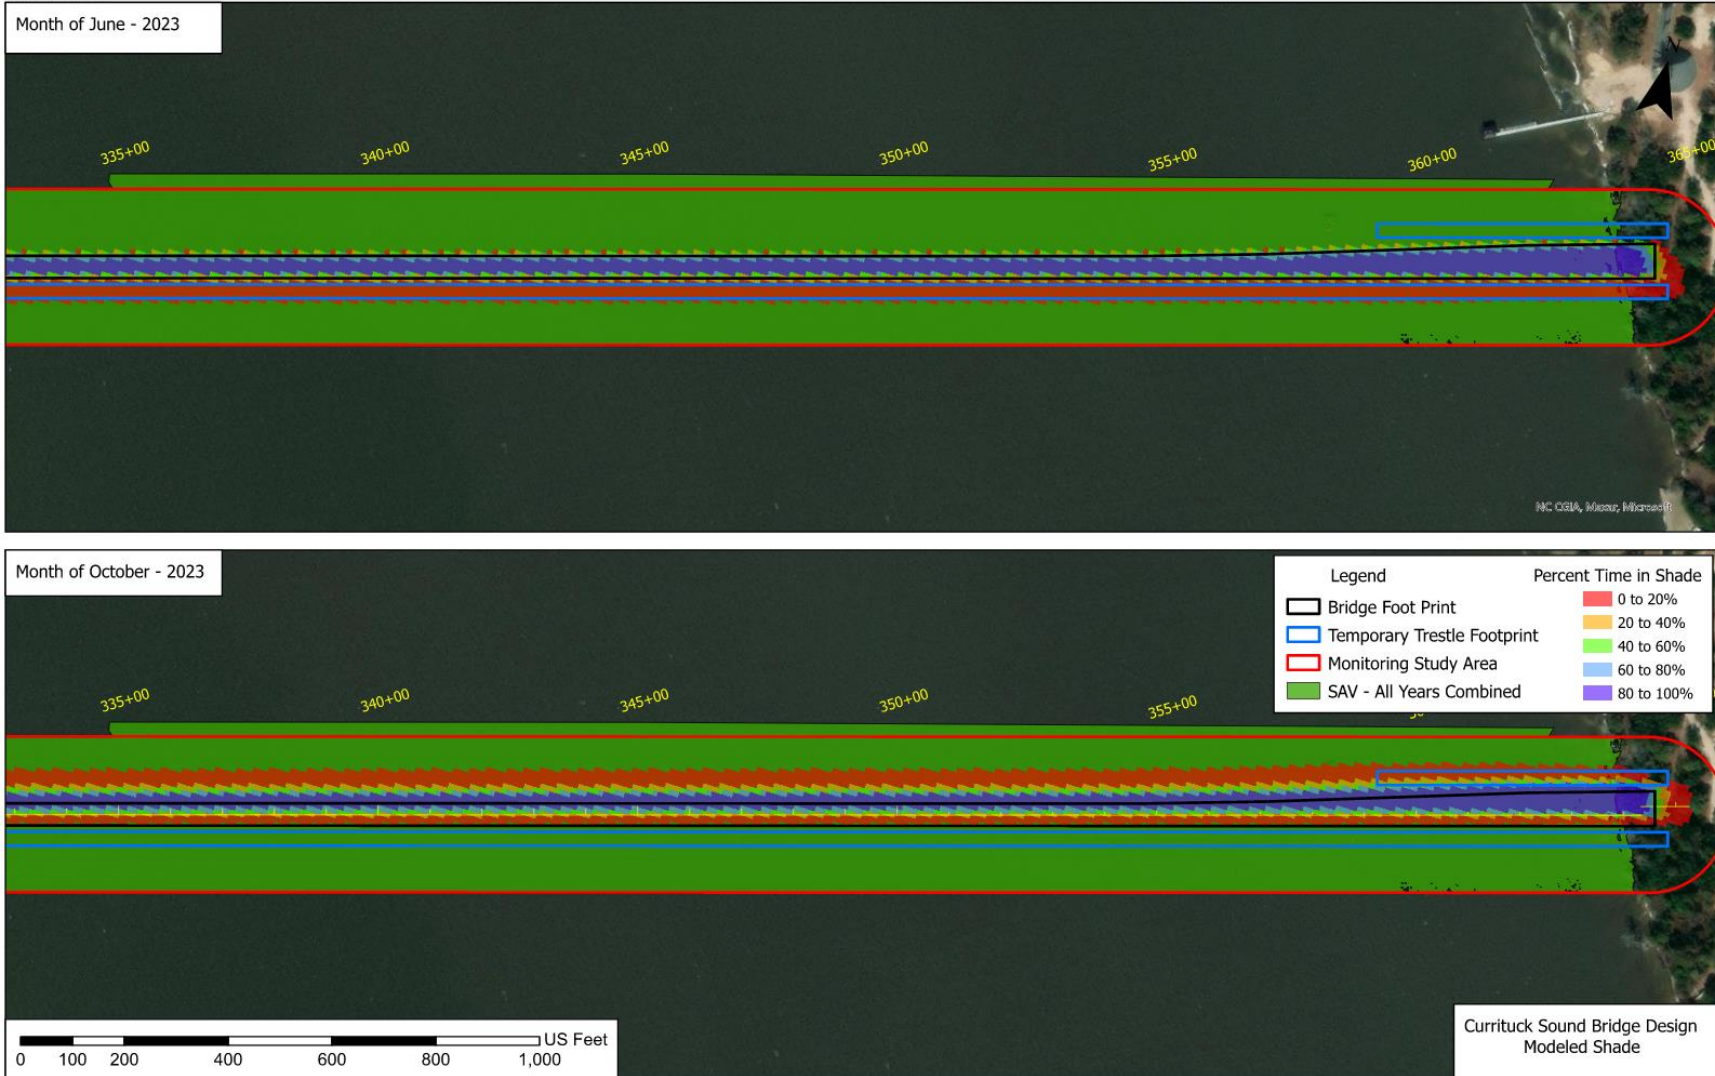 Month of June - 2023
N
335+00
340+00
345+00
350+00
355+00
360+00
365+00
NC CGIA, Maxar, Microsoft
Month of October - 2023
Legend
Bridge Foot Print
Temporary Trestle Footprint
Monitoring Study Area
SAV - All Years Combined
Percent Time in Shade
0 to 20%
20 to 40%
40 to 60%
60 to 80%
80 to 100%
335+00
340+00
345+00
350+00
355+00
US Feet
0 100 200 400 600 800 1,000
Currituck Sound Bridge Design
Modeled Shade